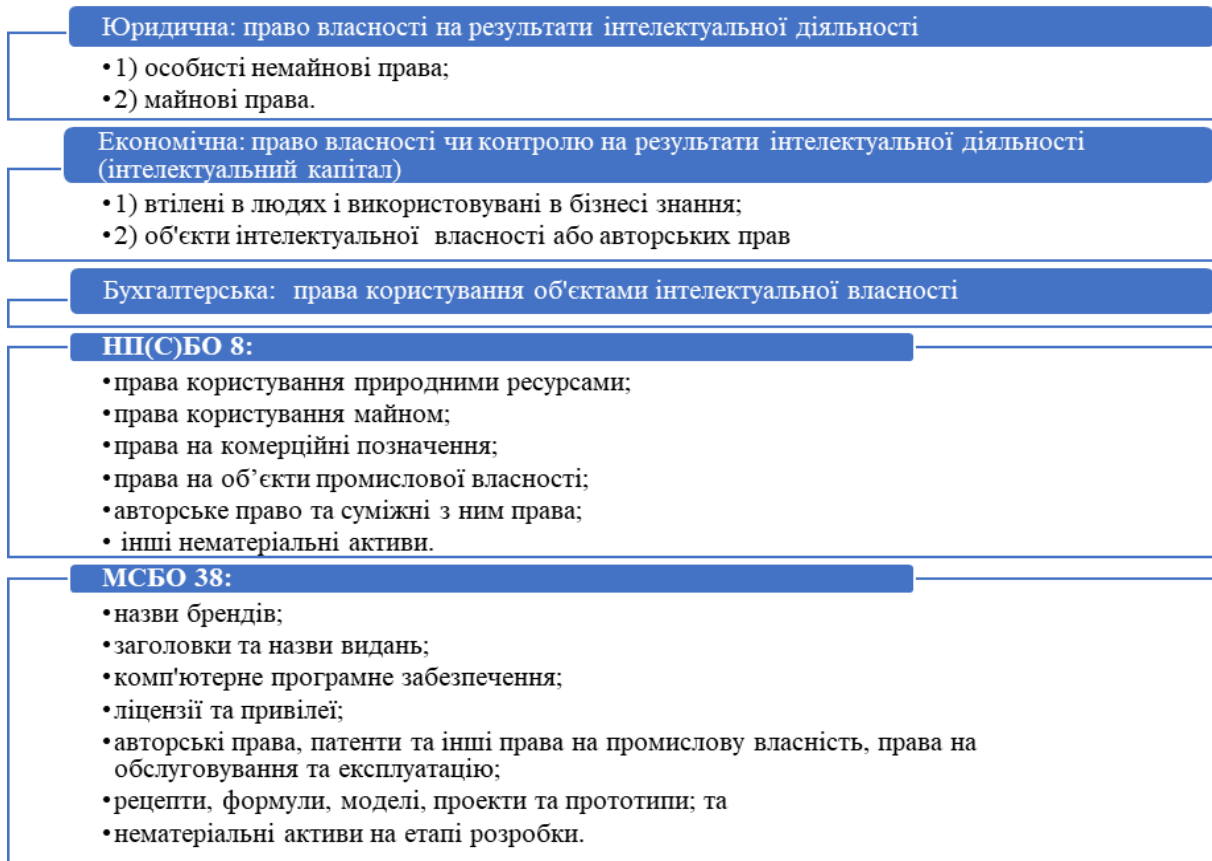 Юридична: право власності на результати інтелектуальної діяльності
•1) особисті немайнові права;
•2) майнові права.
Економічна: право власності чи контролю на результати інтелектуальної діяльності
(інтелектуальний капітал)
•1) втілені в людях і використовувані в бізнесі знання;
•2) об'єкти інтелектуальної власності або авторських прав
Бухгалтерська: права користування об'єктами інтелектуальної власності
НП(С)БО 8:
•права користування природними ресурсами;
•права користування майном;
•права на комерційні позначення;
•права на об’єкти промислової власності;
•авторське право та суміжні з ним права;
• інші нематеріальні активи.
МСБО 38:
•назви брендів;
•заголовки та назви видань;
•комп'ютерне програмне забезпечення;
•ліцензії та привілеї;
•авторські права, патенти та інші права на промислову власність, права на
обслуговування та експлуатацію;
•рецепти, формули, моделі, проекти та прототипи; та
•нематеріальні активи на етапі розробки.